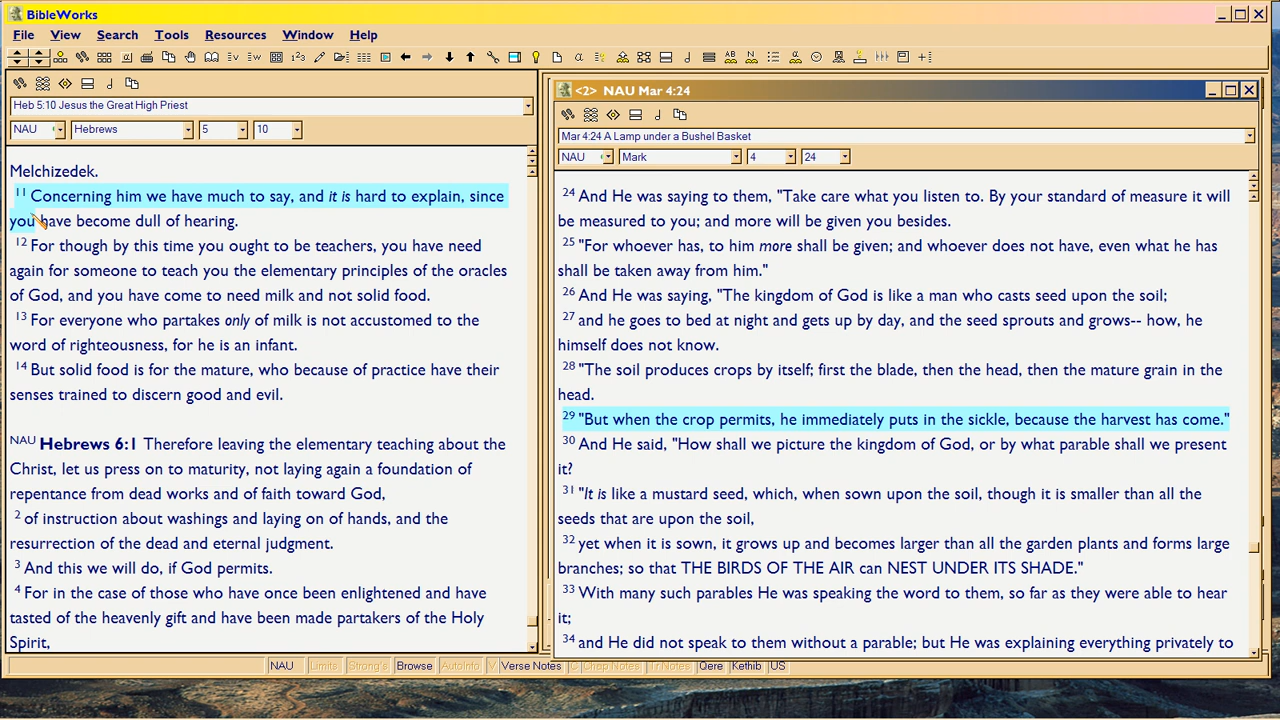 BibleWorks
File View Search Tools Resources Window Help
Heb 5:10 Jesus the Great High Priest
NAU Hebrews 5 10
Melchizedek.
11 Concerning him we have much to say, and it is hard to explain, since
you have become dull of hearing.
12 For though by this time you ought to be teachers, you have need
again for someone to teach you the elementary principles of the oracles
of God, and you have come to need milk and not solid food.
13 For everyone who partakes only of milk is not accustomed to the
word of righteousness, for he is an infant.
14 But solid food is for the mature, who because of practice have their
senses trained to discern good and evil.
NAU Hebrews 6:1 Therefore leaving the elementary teaching about the
Christ, let us press on to maturity, not laying again a foundation of
repentance from dead works and of faith toward God,
2 of instruction about washings and laying on of hands, and the
resurrection of the dead and eternal judgment.
3 And this we will do, if God permits.
4 For in the case of those who have once been enlightened and have
tasted of the heavenly gift and have been made partakers of the Holy
Spirit,
<2> NAU Mar 4:24
Mar 4:24 A Lamp under a Bushel Basket
NAU Mark 4 24
24 And He was saying to them, "Take care what you listen to. By your standard of measure it will
be measured to you; and more will be given you besides.
25 "For whoever has, to him more shall be given; and whoever does not have, even what he has
shall be taken away from him."
26 And He was saying, "The kingdom of God is like a man who casts seed upon the soil;
27 and he goes to bed at night and gets up by day, and the seed sprouts and grows-- how, he
himself does not know.
28 "The soil produces crops by itself; first the blade, then the head, then the mature grain in the
head.
29 "But when the crop permits, he immediately puts in the sickle, because the harvest has come."
30 And He said, "How shall we picture the kingdom of God, or by what parable shall we present
it?
31 "It is like a mustard seed, which, when sown upon the soil, though it is smaller than all the
seeds that are upon the soil,
32 yet when it is sown, it grows up and becomes larger than all the garden plants and forms large
branches; so that THE BIRDS OF THE AIR can NEST UNDER ITS SHADE."
33 With many such parables He was speaking the word to them, so far as they were able to hear
it;
34 and He did not speak to them without a parable; but He was explaining everything privately to
NAU Limits Strong's Browse AutoInfo V Verse Notes C Chap Notes Tr Notes Qere Kethib US